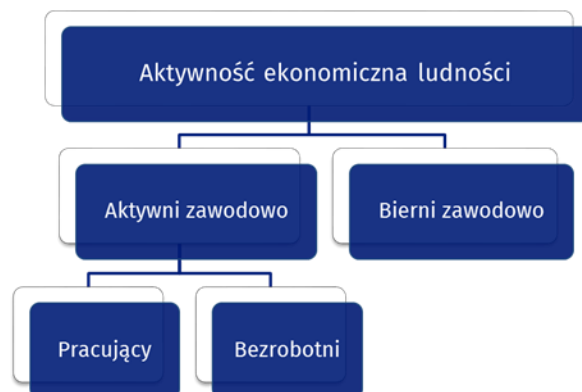 Aktywność ekonomiczna ludności
Aktywni zawodowo
Bierni zawodowo
Pracujący
Bezrobotni